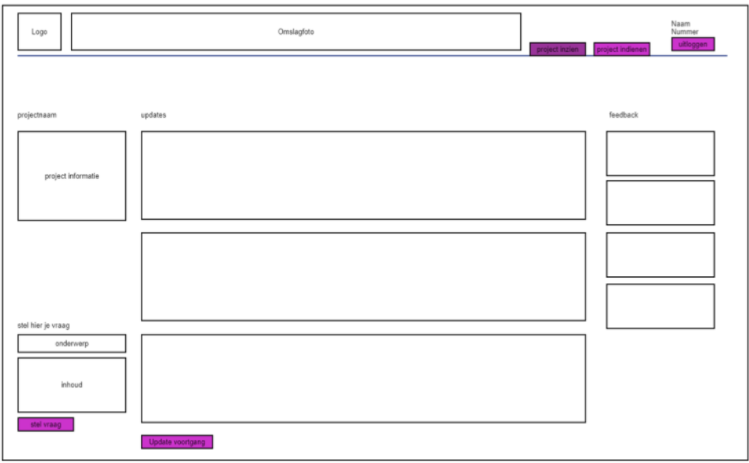 Logo
Omslagfoto
Naam
Nummer
uitloggen
project inzien
project indienen
projectnaam
updates
feedback
project informatie
stel hier je vraag
onderwerp
inhoud
stel vraag
Update voortgang